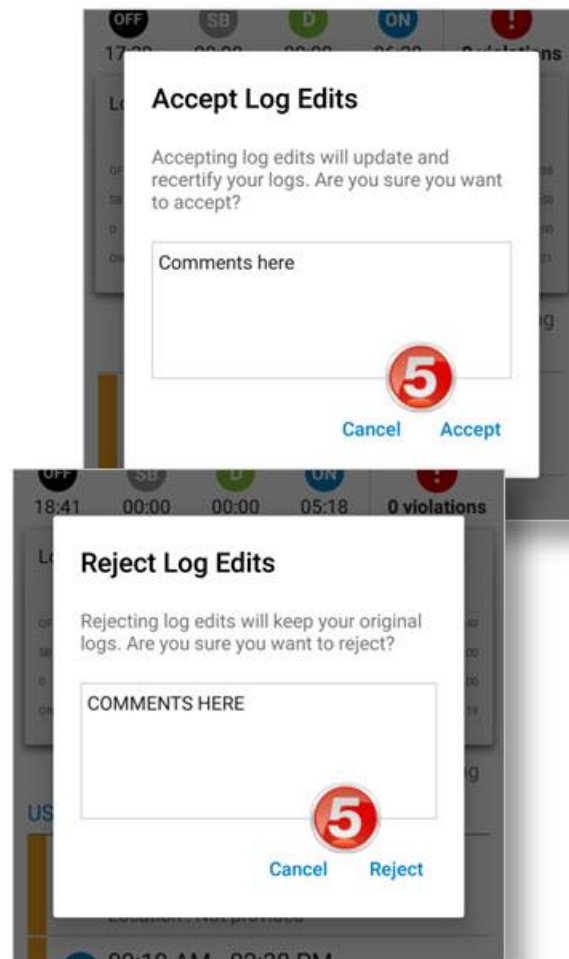 OFF SB D ON !
Accept Log Edits
Accepting log edits will update and
recertify your logs. Are you sure you want
to accept?
Comments here
5
Cancel Accept
OFF SB D ON !
18:41 00:00 00:00 05:18 0 violations
Reject Log Edits
Rejecting log edits will keep your original
logs. Are you sure you want to reject?
COMMENTS HERE
5
Cancel Reject
US